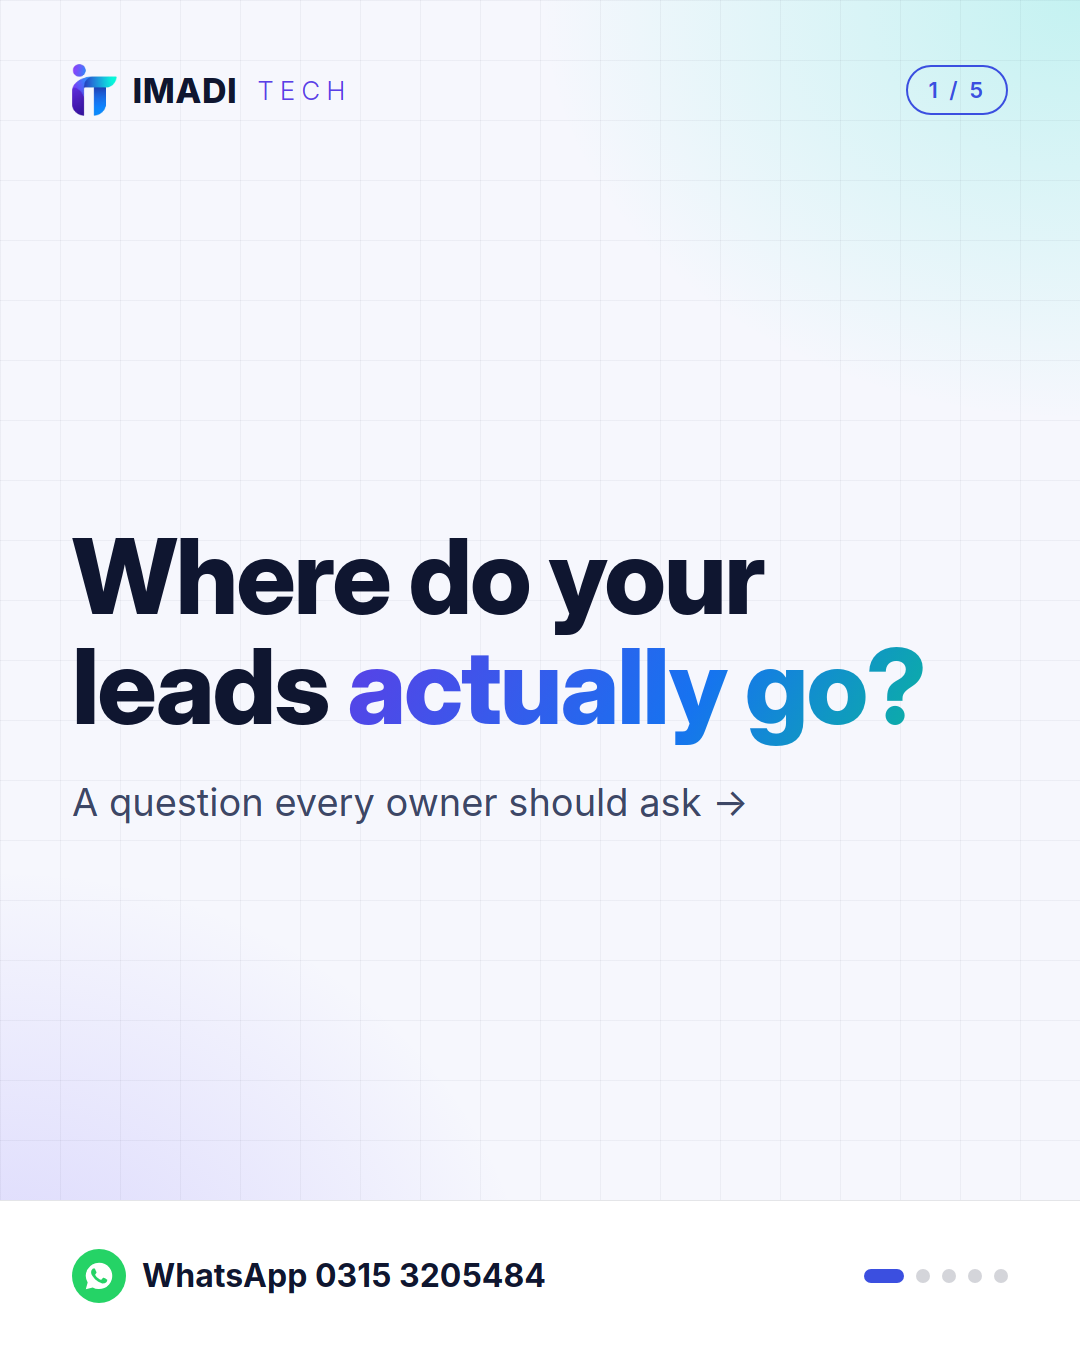 IMADI TECH
1 / 5
Where do your
leads actually go?
A question every owner should ask →
WhatsApp 0315 3205484